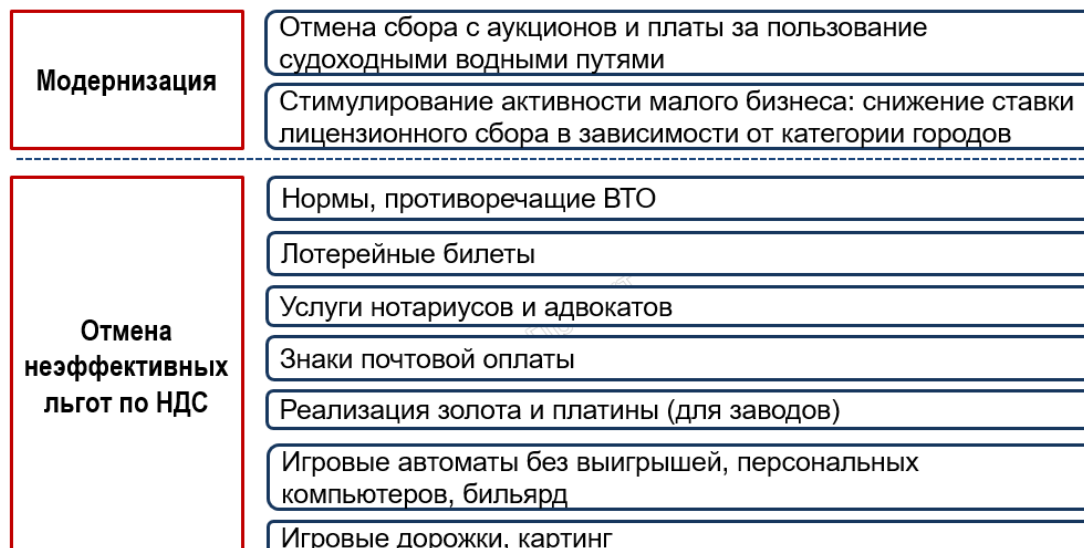 Модернизация
Отмена сбора с аукционов и платы за пользование
судоходными водными путями
Стимулирование активности малого бизнеса: снижение ставки
лицензионного сбора в зависимости от категории городов
Отмена
неэффективных
льгот по НДС
Нормы, противоречащие ВТО
Лотерейные билеты
Услуги нотариусов и адвокатов
Знаки почтовой оплаты
Реализация золота и платины (для заводов)
Игровые автоматы без выигрышей, персональных
компьютеров, бильярд
Игровые дорожки, картинг